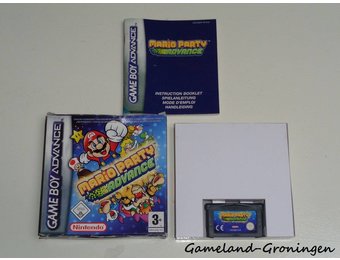 GAME BOY ADVANCE
MARIO PARTY
ADVANCE
INSTRUCTION BOOKLET
SPIELANLEITUNG
MODE D'EMPLOI
HANDLEIDING
GAME BOY ADVANCE
MARIO PARTY
ADVANCE
Nintendo
3+
Gameland-Groningen